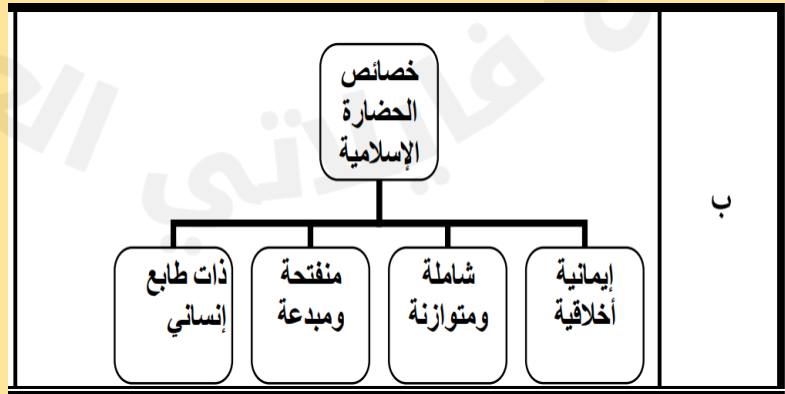 خصائص
الحضارة
الإسلامية
ب
إيمانية
أخلاقية
شاملة
ومتوازنة
منفتحة
ومبدعة
ذات طابع
إنساني